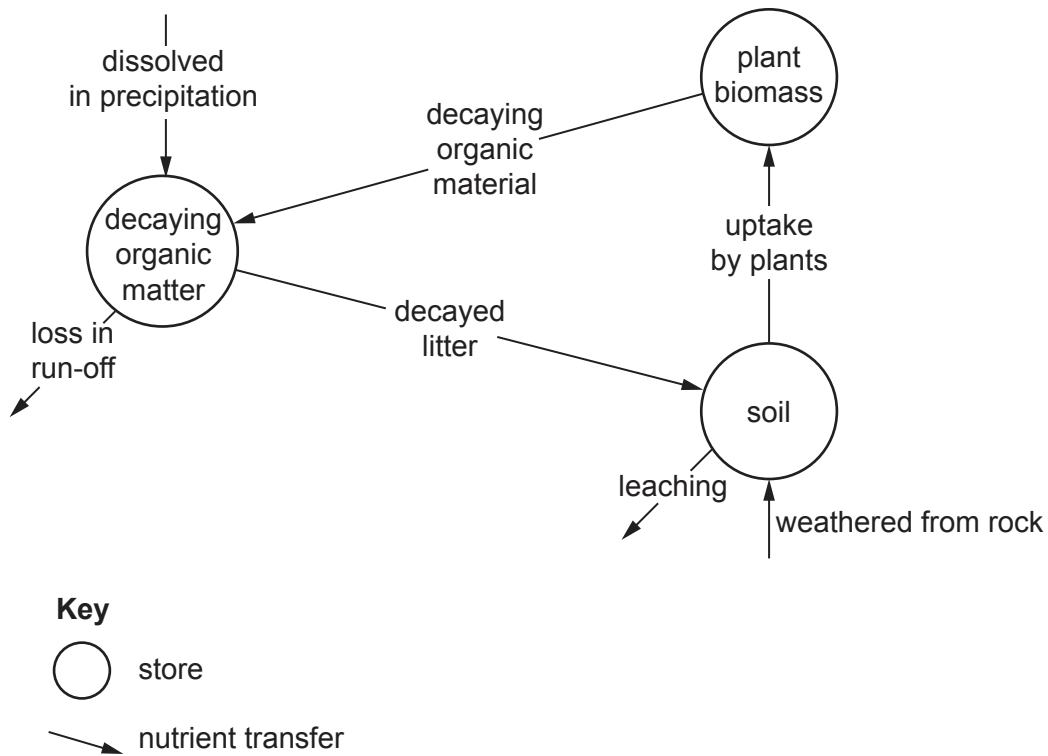 dissolved
in precipitation
plant
biomass
decaying
organic
material
decaying
organic
matter
uptake
by plants
loss in
run-off
decayed
litter
soil
leaching
weathered from rock
Key
store
nutrient transfer